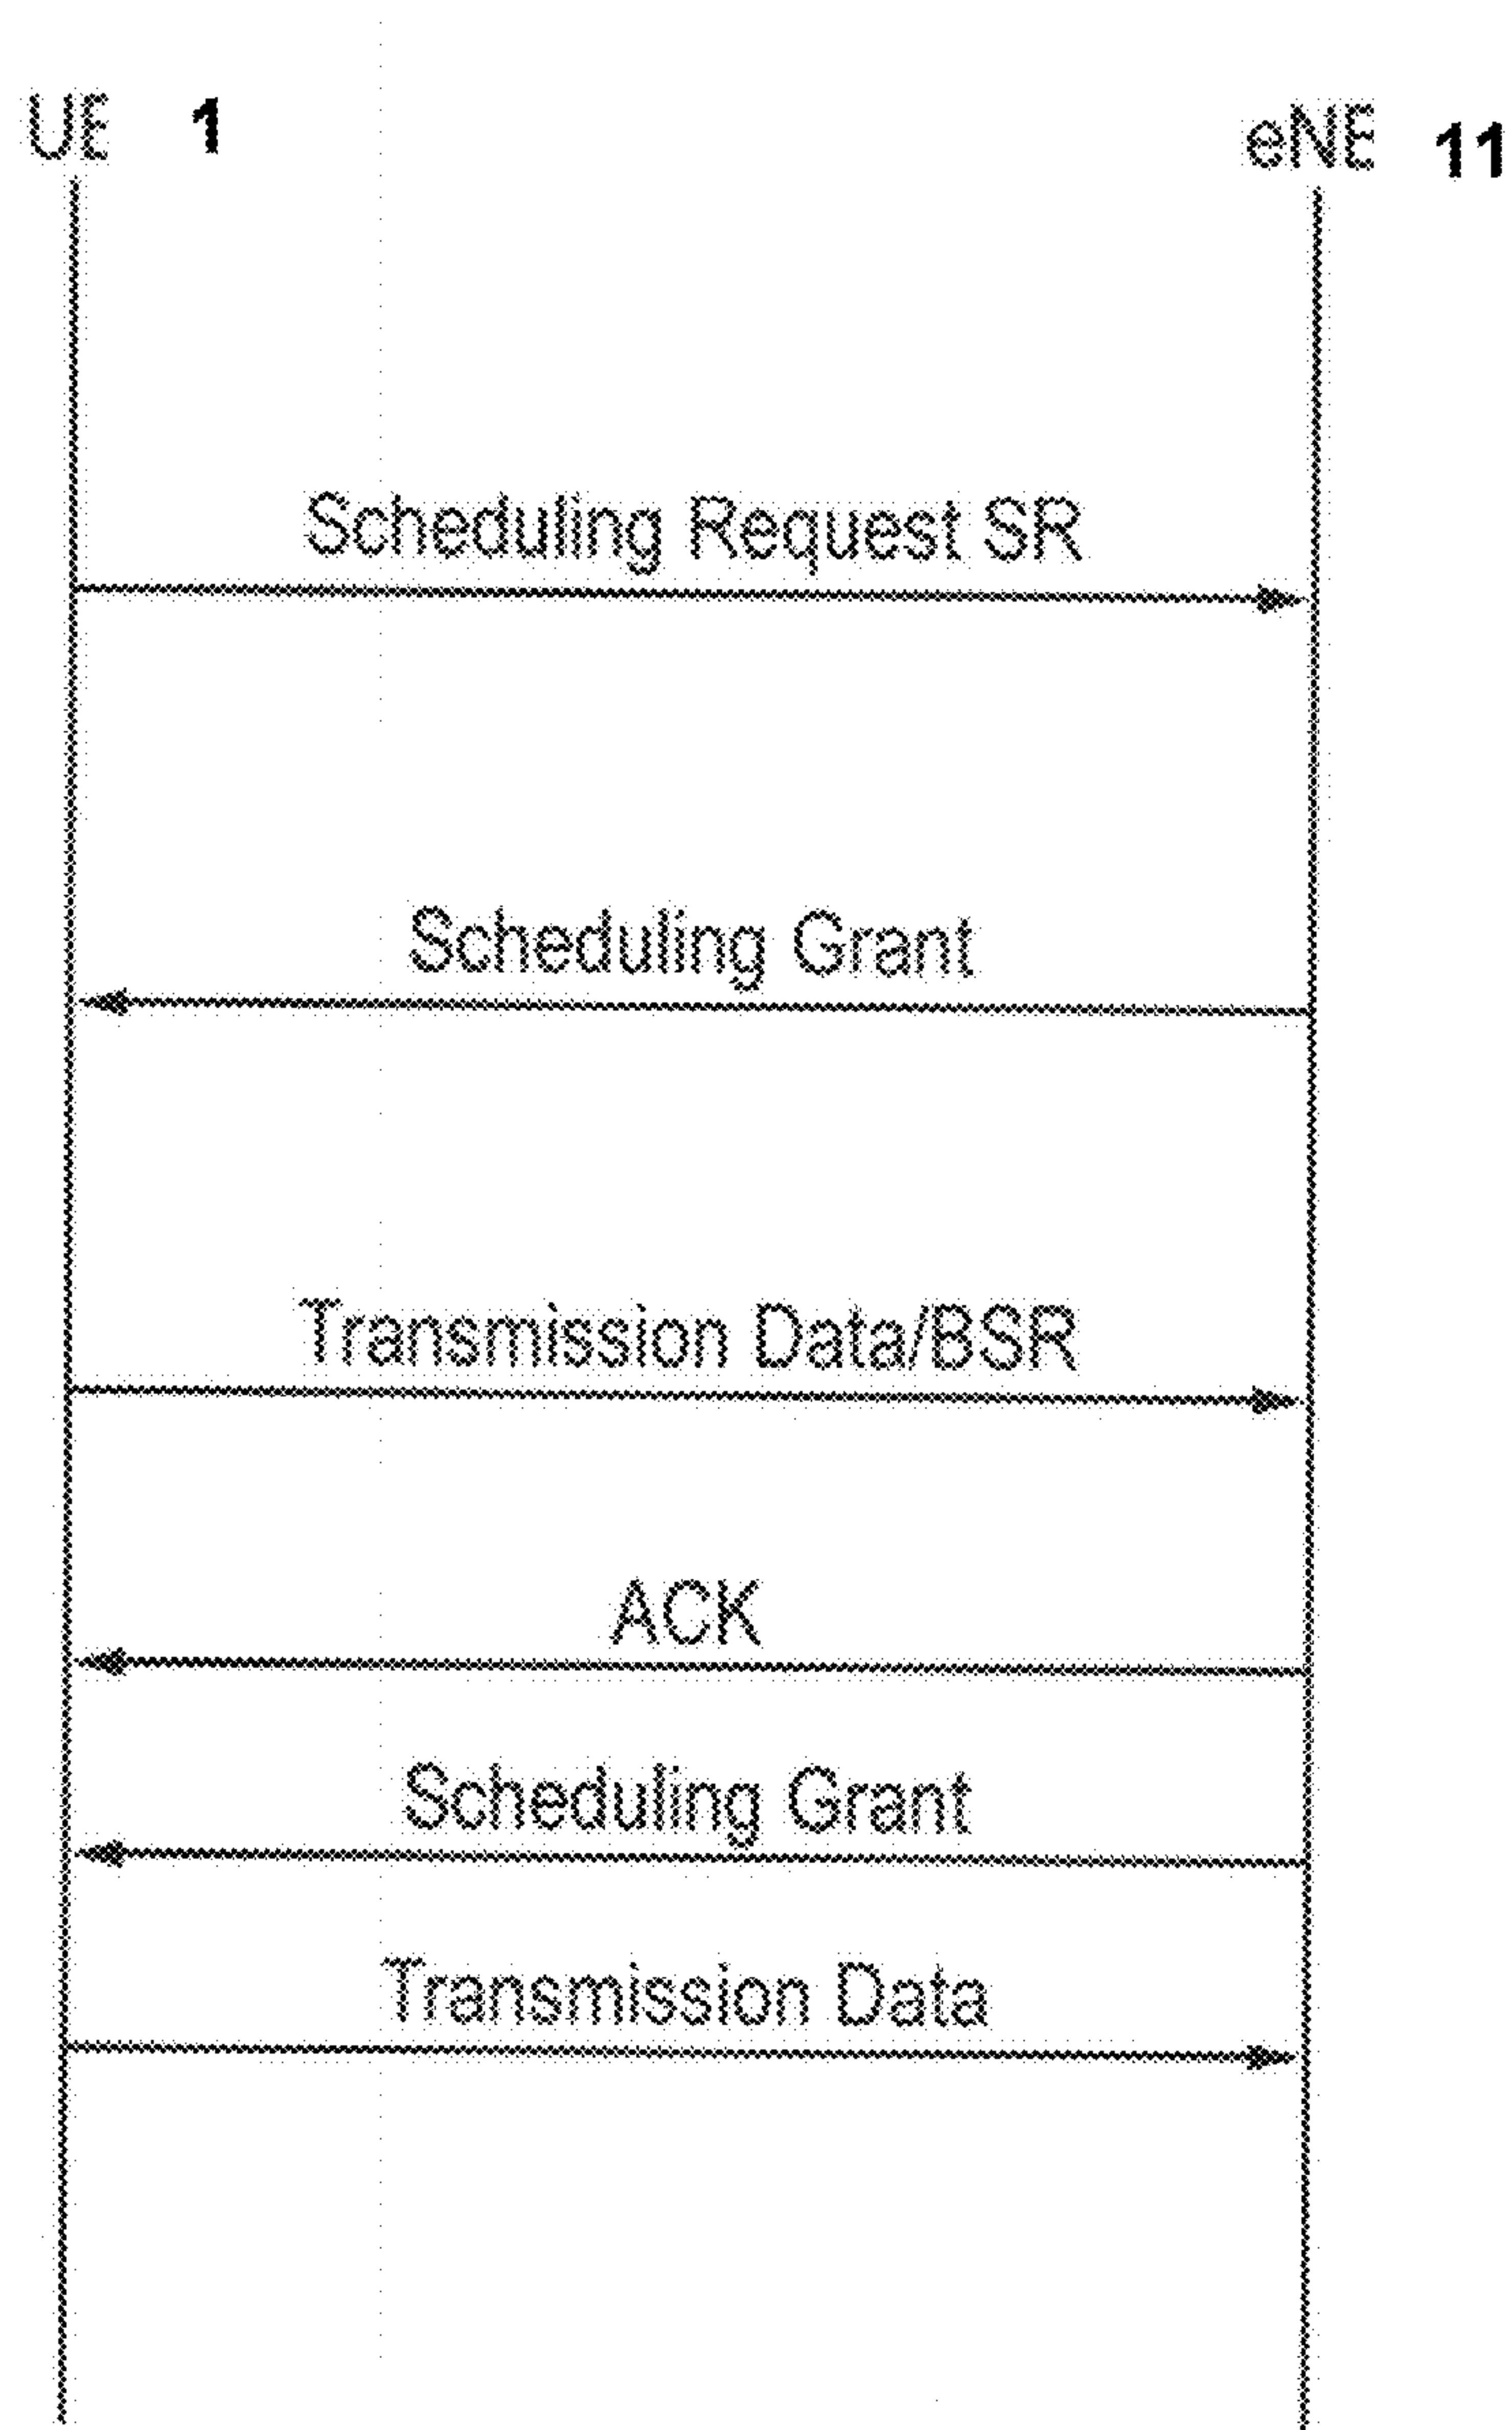 UE 1
eNB 11
Scheduling Request SR
Scheduling Grant
Transmission Data/BSR
ACK
Scheduling Grant
Transmission Data